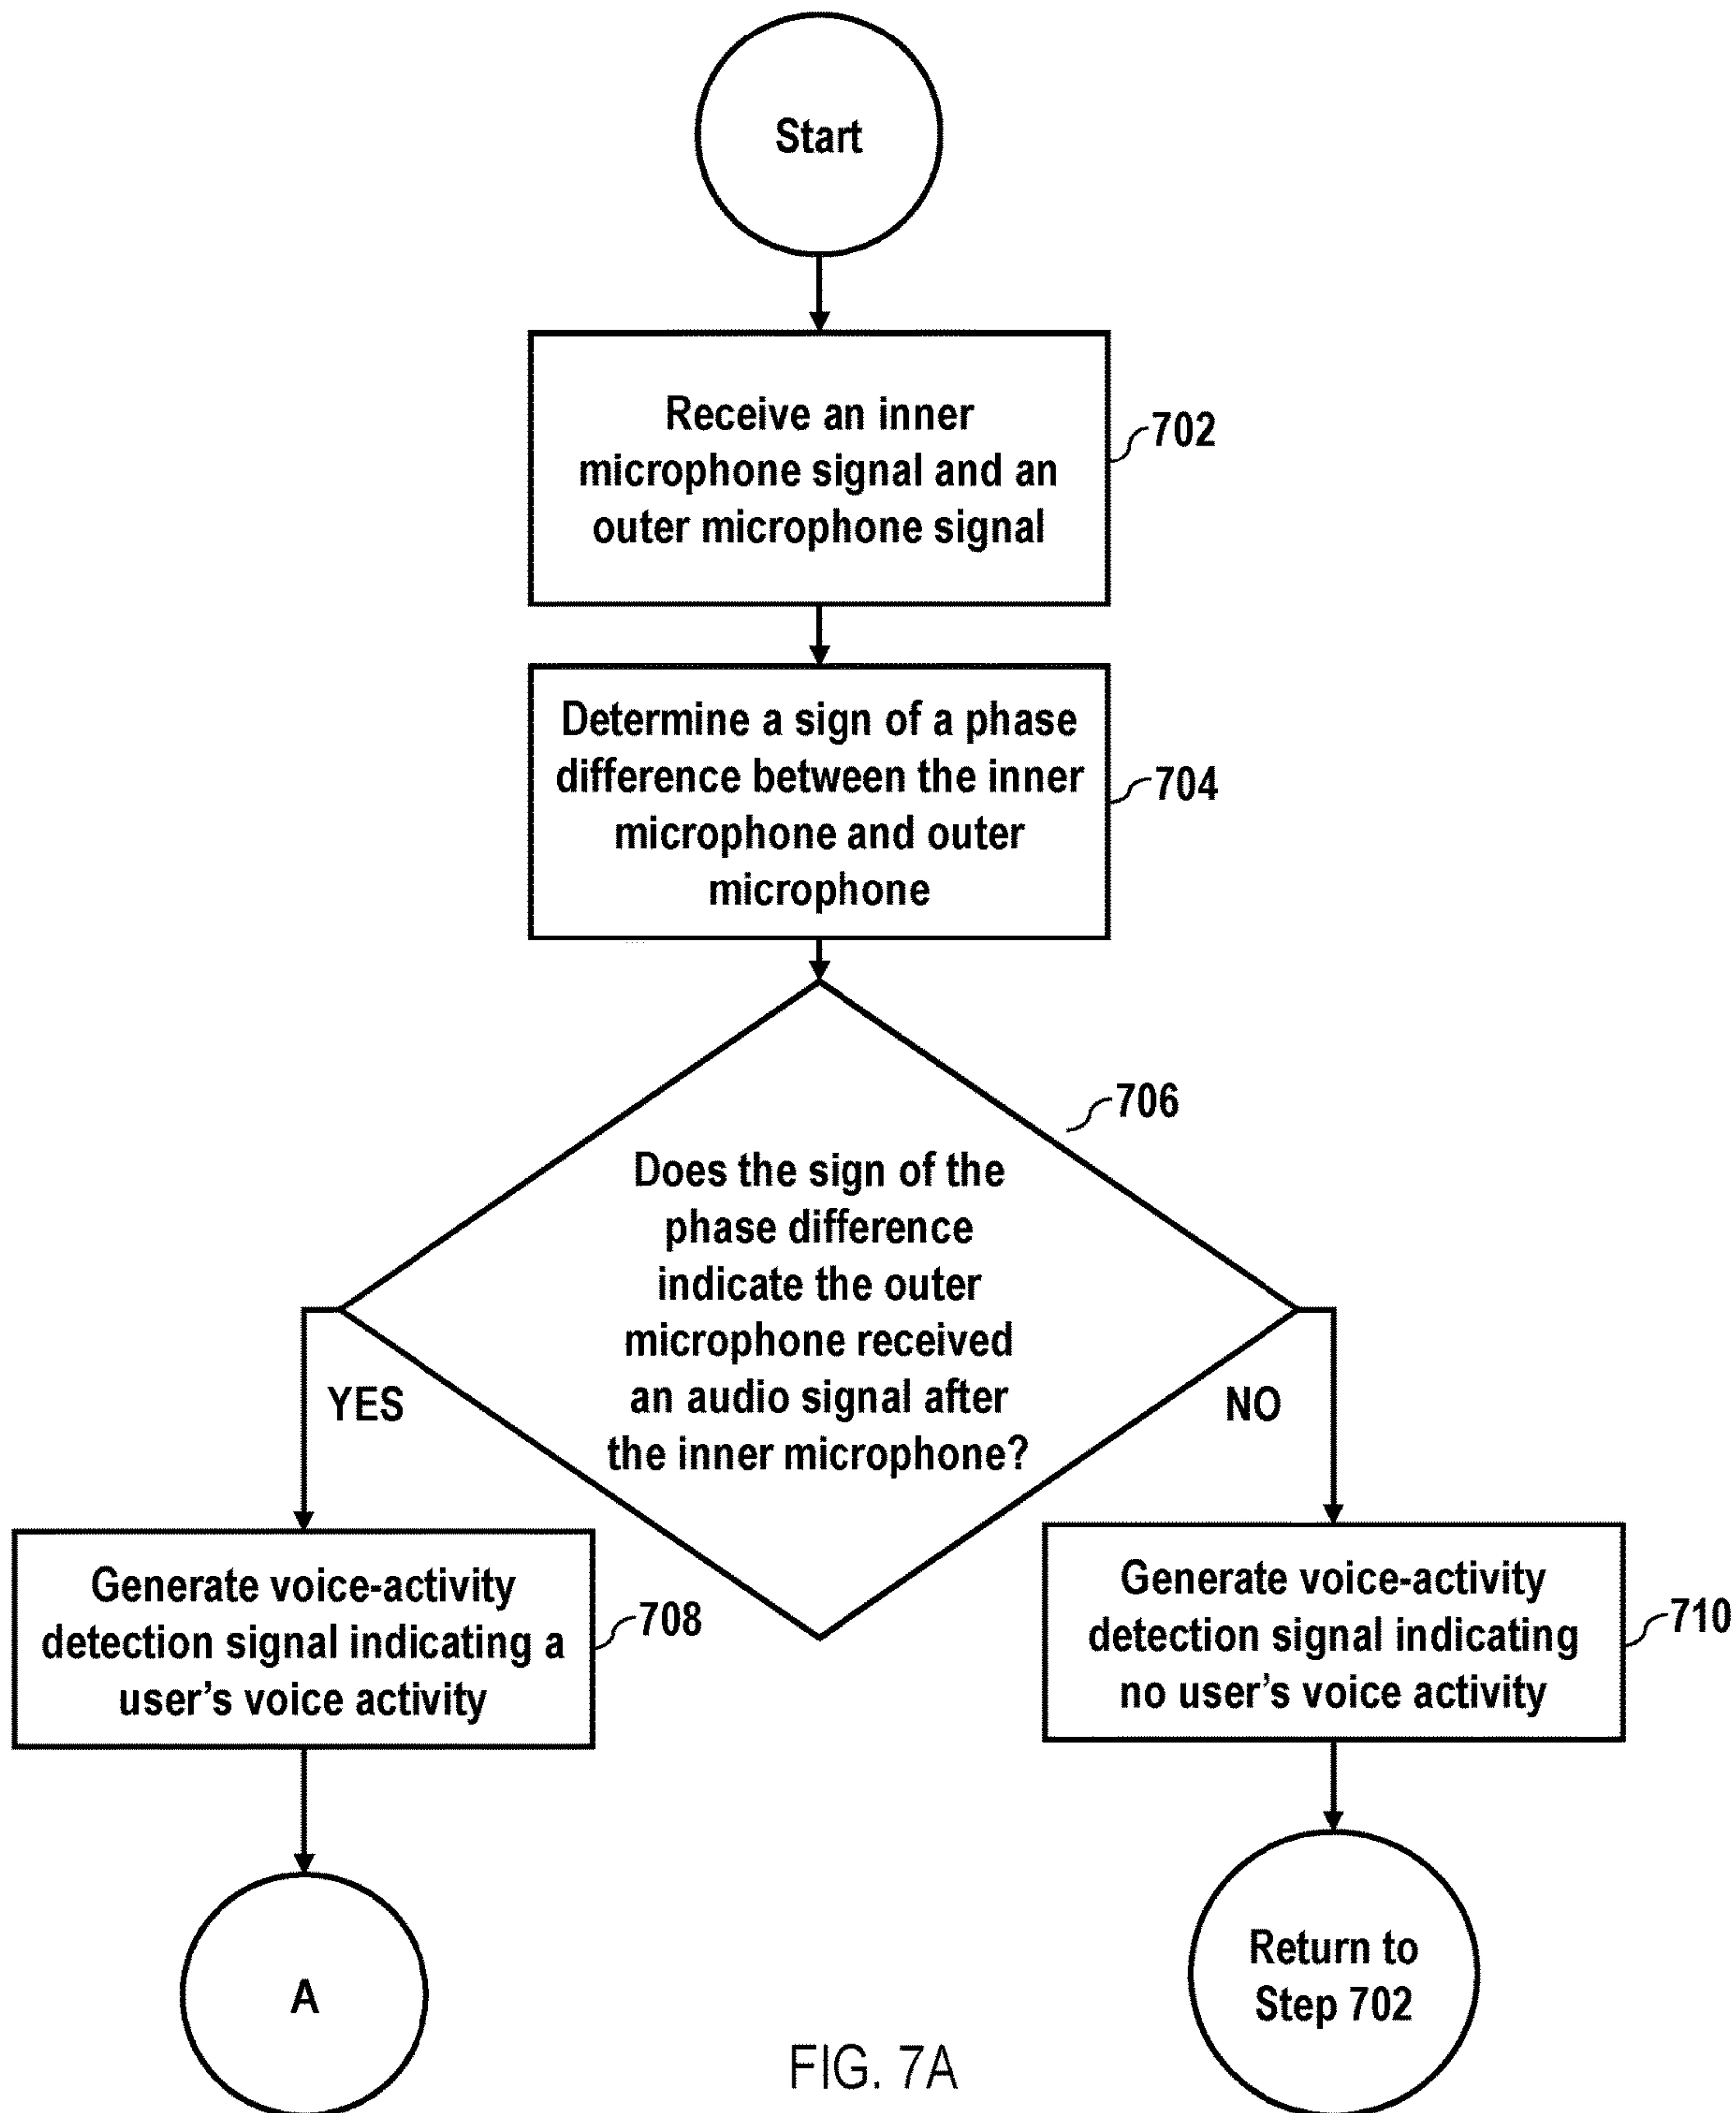 Start
Receive an inner
microphone signal and an
outer microphone signal
702
Determine a sign of a phase
difference between the inner
microphone and outer
microphone
704
706
Does the sign of the
phase difference
indicate the outer
microphone received
an audio signal after
the inner microphone?
YES
NO
Generate voice-activity
detection signal indicating a
user's voice activity
708
Generate voice-activity
detection signal indicating
no user's voice activity
710
A
Return to
Step 702
FIG. 7A